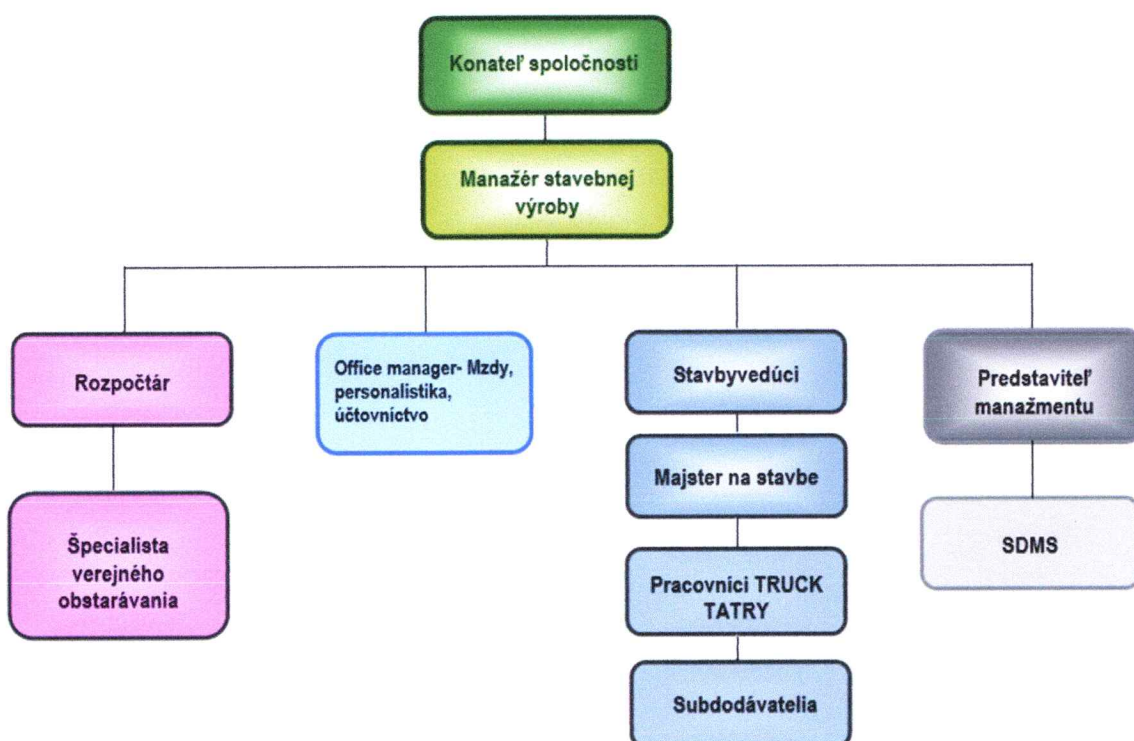 Konateľ spoločnosti
Manažér stavebnej
výroby
Rozpočtár
Office manager- Mzdy,
personalistika,
účtovníctvo
Stavbyvedúci
Predstaviteľ
manažmentu
Majster na stavbe
Špecialista
verejného
obstarávania
SDMS
Pracovníci TRUCK
TATRY
Subdodávatelia